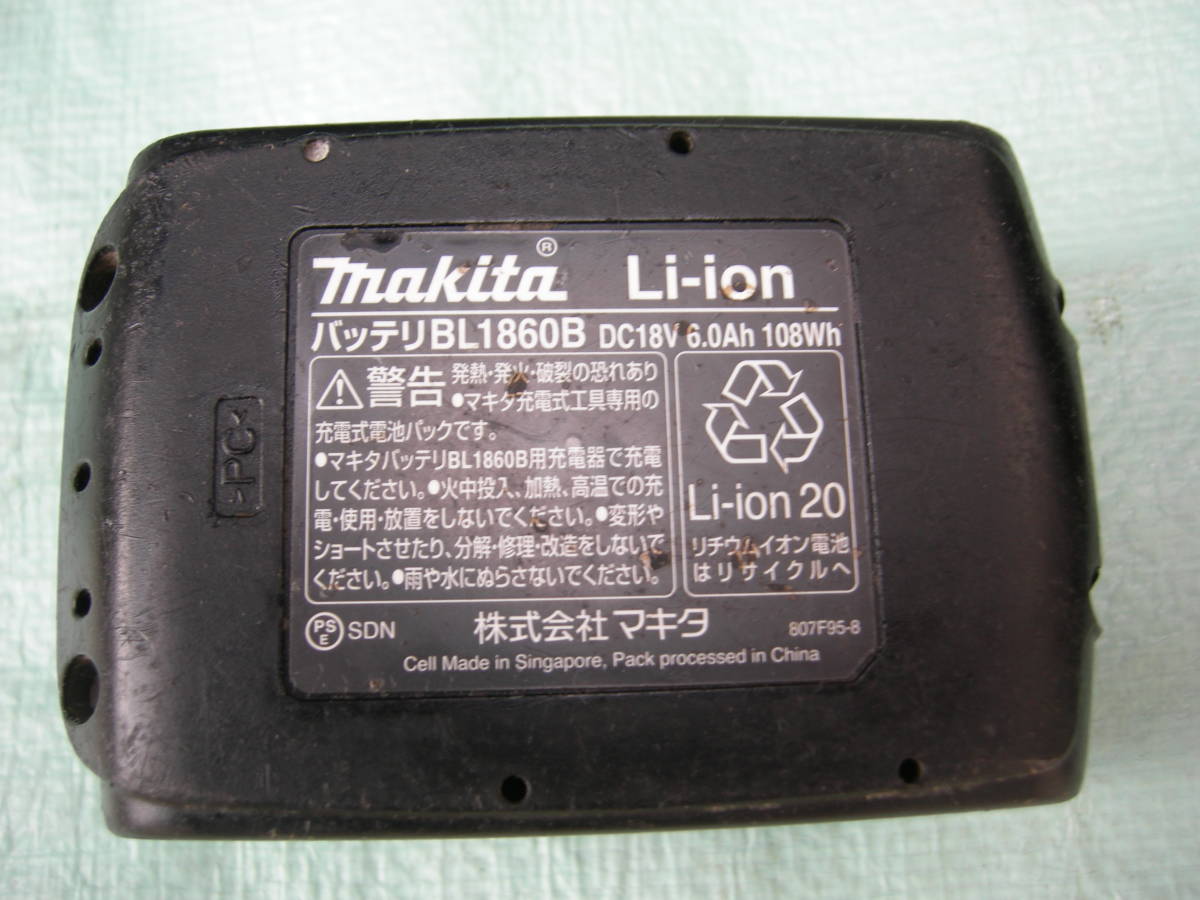 makita® Li-ion
バッテリBL1860B DC18V 6.0Ah 108Wh
警告 発熱・発火・破裂の恐れあり
●マキタ充電式工具専用の
充電式電池パックです。
●マキタバッテリBL1860B用充電器で充電
してください。●火中投入、加熱、高温での充
電・使用・放置をしないでください。●変形や
ショートさせたり、分解・修理・改造をしないで
ください。●雨や水にぬらさないでください。
Li-ion 20
リチウムイオン電池
はリサイクルへ
PSE SDN 株式会社 マキタ 807F95-8
Cell Made in Singapore, Pack processed in China
>PC<